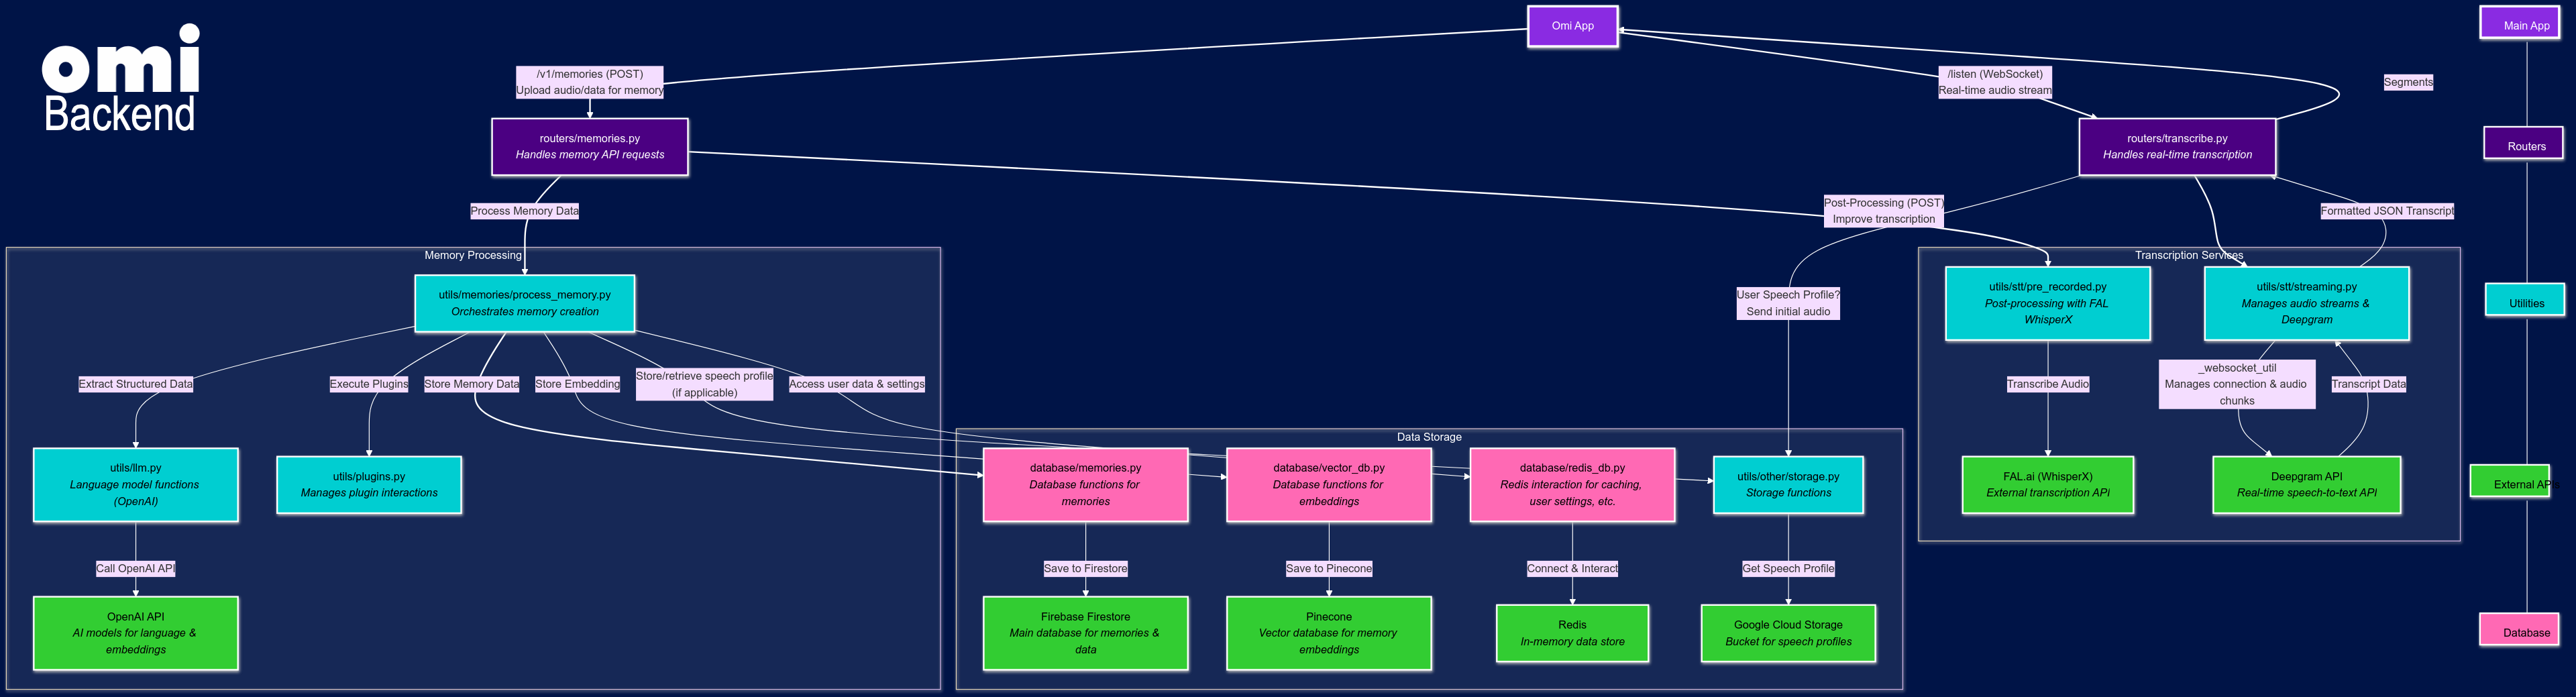 omi
Backend
Omi App
/v1/memories (POST)
Upload audio/data for memory
/listen (WebSocket)
Real-time audio stream
Segments
routers/memories.py
Handles memory API requests
routers/transcribe.py
Handles real-time transcription
Process Memory Data
Post-Processing (POST)
Improve transcription
Formatted JSON Transcript
Memory Processing
utils/memories/process_memory.py
Orchestrates memory creation
User Speech Profile?
Send initial audio
Transcription Services
utils/stt/pre_recorded.py
Post-processing with FAL
WhisperX
utils/stt/streaming.py
Manages audio streams &
Deepgram
Extract Structured Data
Execute Plugins
Store Memory Data
Store Embedding
Store/retrieve speech profile
(if applicable)
Access user data & settings
Transcribe Audio
_websocket_util
Manages connection & audio
chunks
Transcript Data
utils/llm.py
Language model functions
(OpenAI)
utils/plugins.py
Manages plugin interactions
Data Storage
database/memories.py
Database functions for
memories
database/vector_db.py
Database functions for
embeddings
database/redis_db.py
Redis interaction for caching,
user settings, etc.
utils/other/storage.py
Storage functions
FAL.ai (WhisperX)
External transcription API
Deepgram API
Real-time speech-to-text API
Call OpenAI API
Save to Firestore
Save to Pinecone
Connect & Interact
Get Speech Profile
OpenAI API
AI models for language &
embeddings
Firebase Firestore
Main database for memories &
data
Pinecone
Vector database for memory
embeddings
Redis
In-memory data store
Google Cloud Storage
Bucket for speech profiles
Main App
Routers
Utilities
External APIs
Database